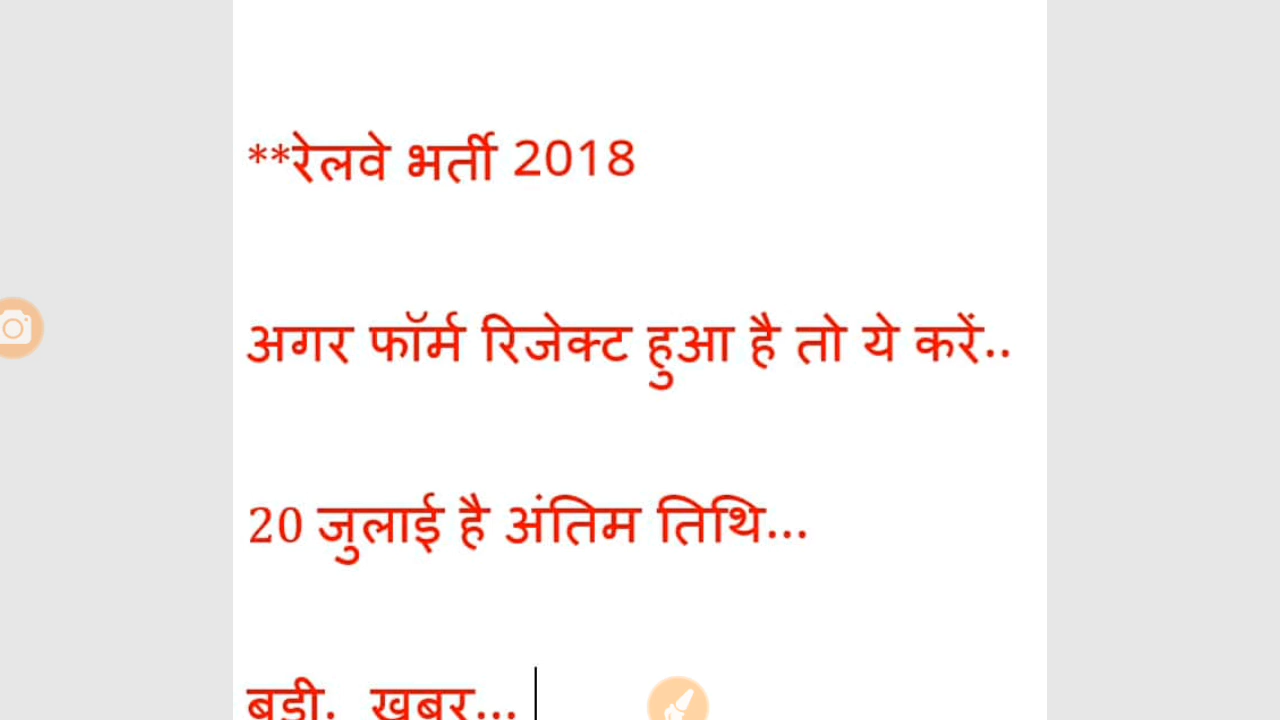 **रेलवे भर्ती 2018
अगर फॉर्म रिजेक्ट हुआ है तो ये करें..
20 जुलाई है अंतिम तिथि...
बडी. खबर...